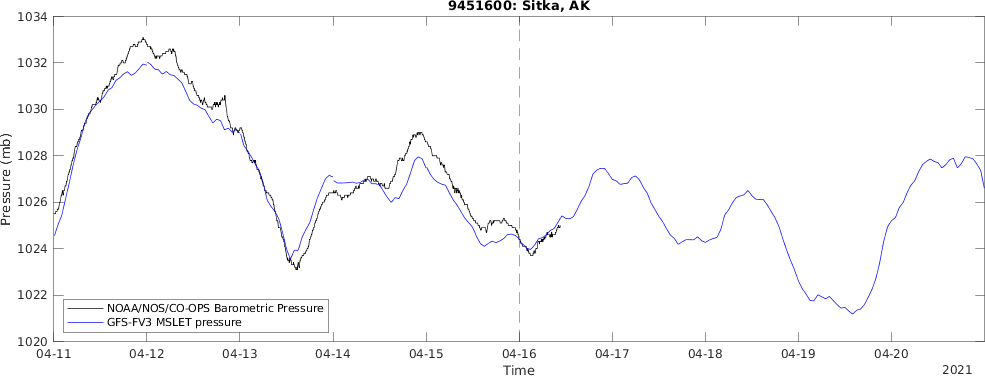 9451600: Sitka, AK
Pressure (mb)
1034
1032
1030
1028
1026
1024
1022
1020
NOAA/NOS/CO-OPS Barometric Pressure
GFS-FV3 MSLET pressure
04-11 04-12 04-13 04-14 04-15 04-16 04-17 04-18 04-19 04-20
Time
2021